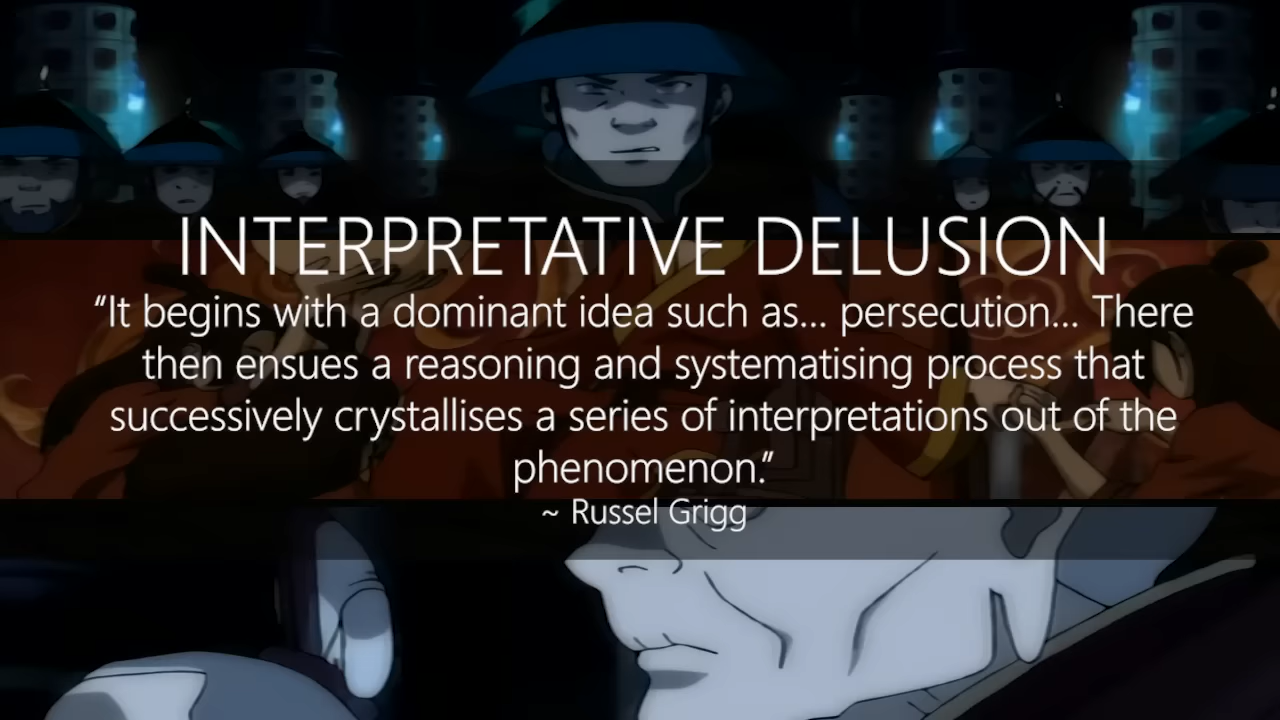 INTERPRETATIVE DELUSION
“It begins with a dominant idea such as... persecution... There
then ensues a reasoning and systematising process that
successively crystallises a series of interpretations out of the
phenomenon.”
~ Russel Grigg